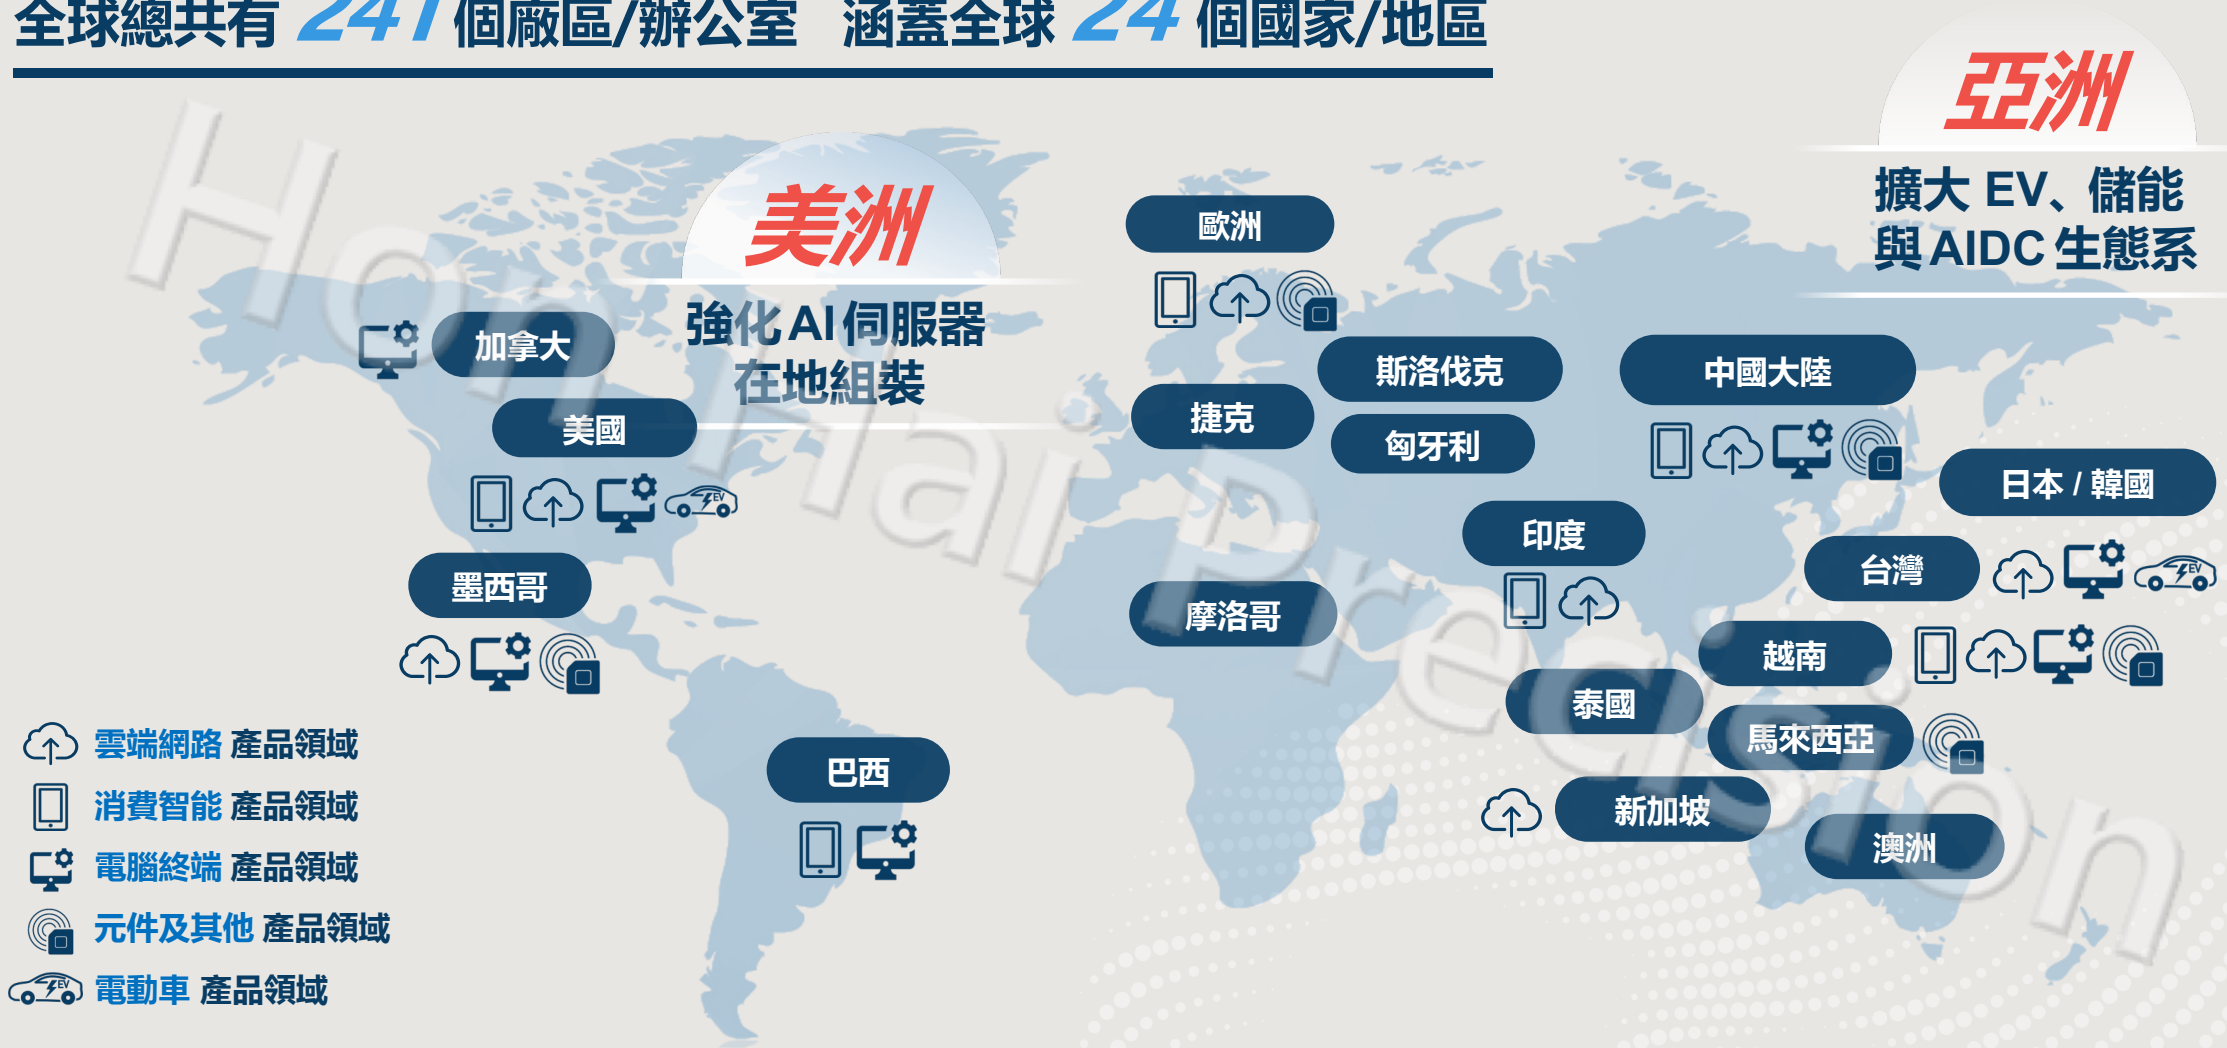 全球總共有 241 個廠區/辦公室 涵蓋全球 24 個國家/地區
亞洲
擴大 EV、儲能
與 AIDC 生態系
美洲
強化 AI 伺服器
在地組裝
歐洲
加拿大
斯洛伐克
中國大陸
捷克
美國
匈牙利
日本 / 韓國
EV
印度
台灣
EV
墨西哥
摩洛哥
越南
泰國
馬來西亞
巴西
新加坡
澳洲
雲端網路 產品領域
消費智能 產品領域
電腦終端 產品領域
元件及其他 產品領域
EV 電動車 產品領域
Hon Hai Precision